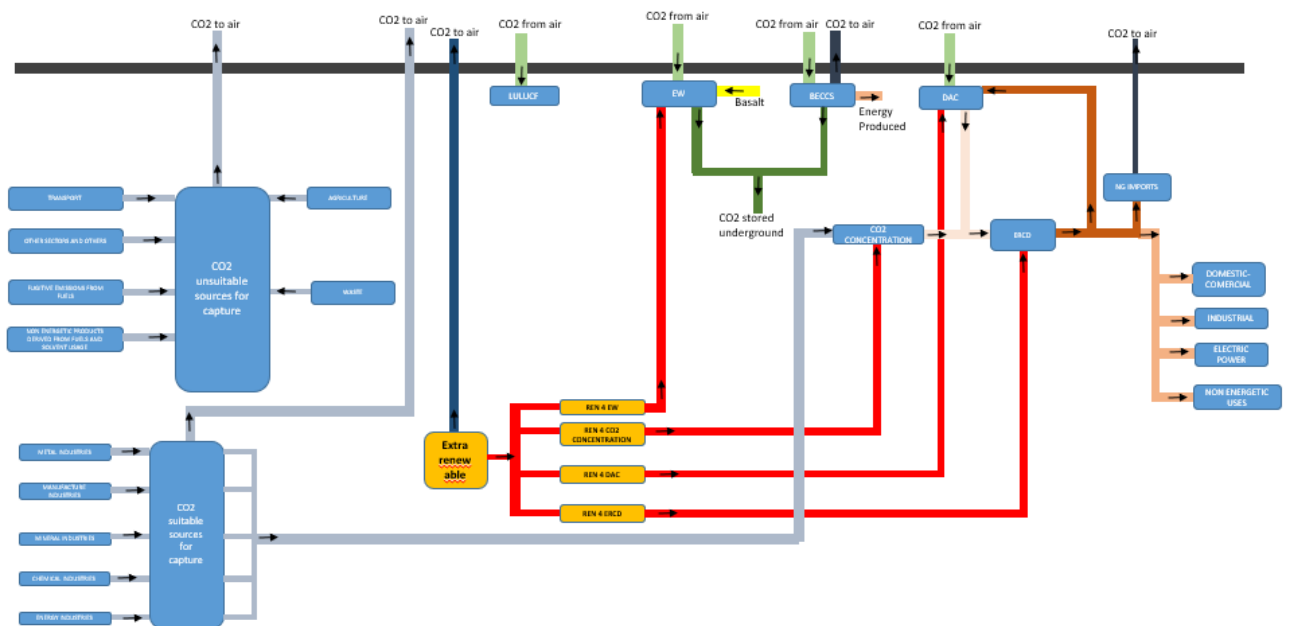 CO2 to air
CO2 to air
CO2 to air
CO2 from air
CO2 from air
CO2 from air
CO2 to air
CO2 from air
CO2 to air
LULUCF
EW
Basalt
BECCS
Energy
Produced
DAC
NG IMPORTS
TRANSPORT
AGRICULTURE
OTHER SECTORS AND OTHERS
FUGITIVE EMISSIONS FROM
FUELS
WASTE
NON ENERGETIC PRODUCTS
DERIVED FROM FUELS AND
SOLVENT USAGE
CO2
unsuitable
sources for
capture
CO2 stored
underground
CO2
CONCENTRATION
ERCD
DOMESTIC-
COMERCIAL
INDUSTRIAL
ELECTRIC
POWER
NON ENERGETIC
USES
Extra
renew
able
REN 4 EW
REN 4 CO2
CONCENTRATION
REN 4 DAC
REN 4 ERCD
METAL INDUSTRIES
MANUFACTURE
INDUSTRIES
MINERAL INDUSTRIES
CHEMICAL INDUSTRIES
ENERGY INDUSTRIES
CO2
suitable
sources
for
capture